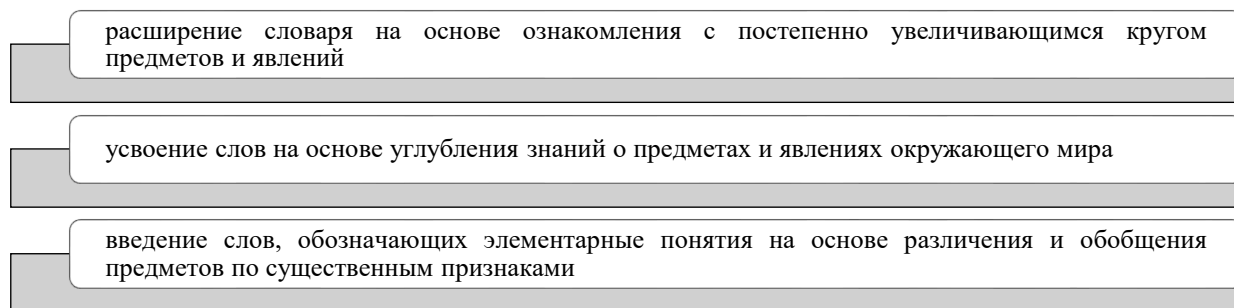 расширение словаря на основе ознакомления с постепенно увеличивающимся кругом
предметов и явлений
усвоение слов на основе углубления знаний о предметах и явлениях окружающего мира
введение слов, обозначающих элементарные понятия на основе различения и обобщения
предметов по существенным признаками